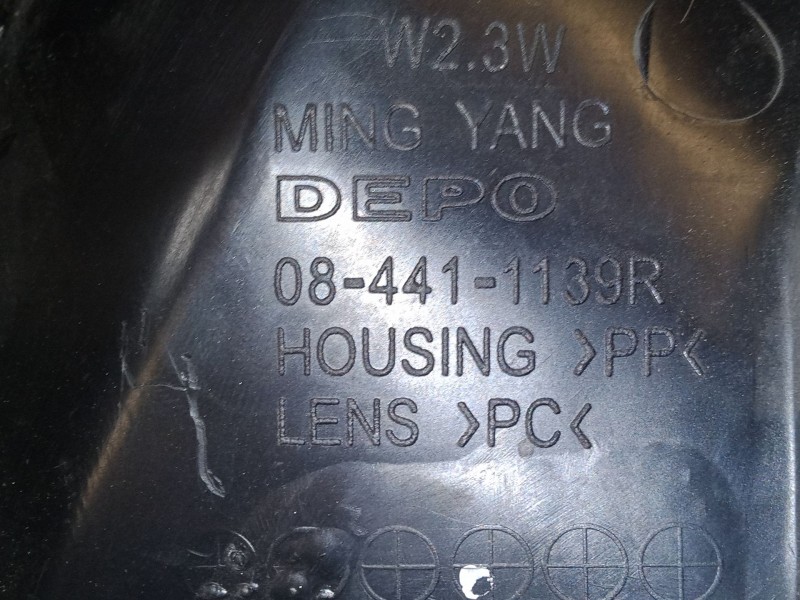 W2.3W
MING YANG
DEPO
08-441-1139R
HOUSING >PP<
LENS >PC<